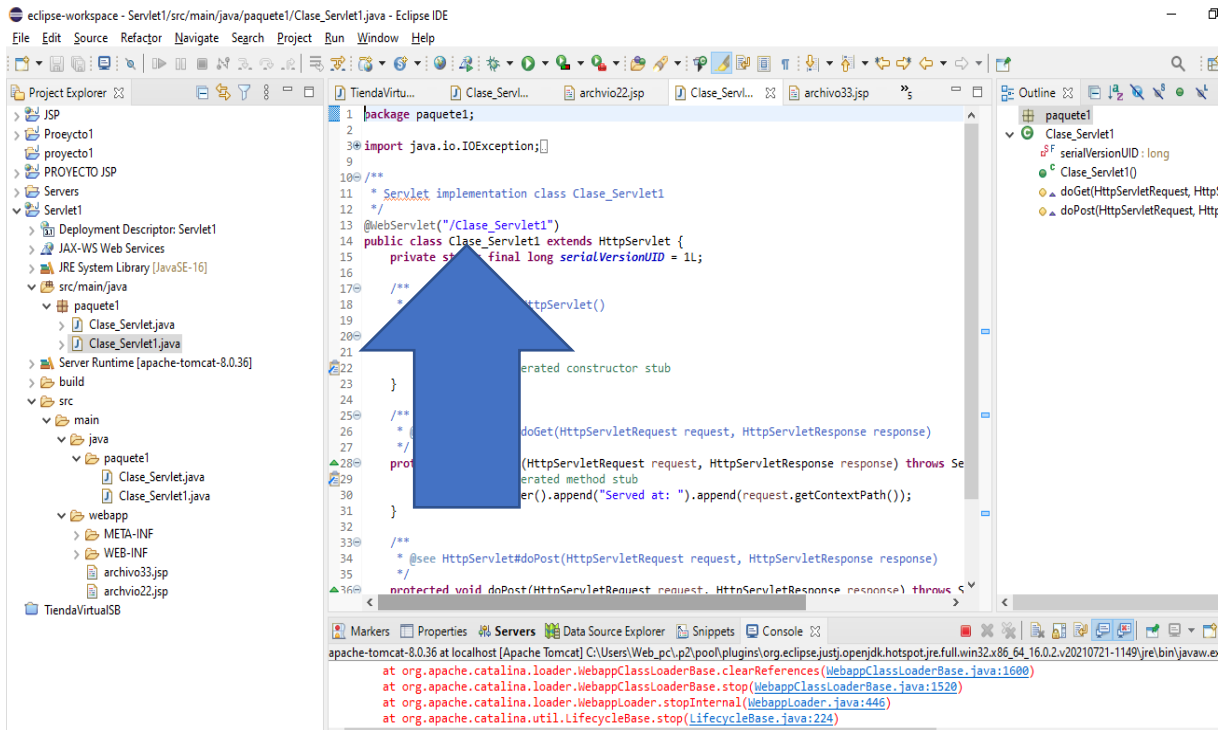 eclipse-workspace - Servlet1/src/main/java/paquete1/Clase_Servlet1.java - Eclipse IDE
File Edit Source Refactor Navigate Search Project Run Window Help
Project Explorer
JSP
Proeycto1
proyecto1
PROYECTO JSP
Servers
Servlet1
Deployment Descriptor: Servlet1
JAX-WS Web Services
JRE System Library [JavaSE-16]
src/main/java
paquete1
Clase_Servlet.java
Clase_Servlet1.java
Server Runtime [apache-tomcat-8.0.36]
build
src
main
java
paquete1
Clase_Servlet.java
Clase_Servlet1.java
webapp
META-INF
WEB-INF
archivo33.jsp
archvio22.jsp
TiendaVirtualSB
TiendaVirtu... Clase_Servl... archvio22.jsp Clase_Servl... archivo33.jsp »5
1 package paquete1;
2
3 import java.io.IOException;
9
10 /**
11 * Servlet implementation class Clase_Servlet1
12 */
13 @WebServlet("/Clase_Servlet1")
14 public class Clase_Servlet1 extends HttpServlet {
15 private st final long serialVersionUID = 1L;
16
17 /**
18 * ttpServlet()
19
20
21
22 erated constructor stub
23 }
24
25 /**
26 * doGet(HttpServletRequest request, HttpServletResponse response)
27 */
28 prot (HttpServletRequest request, HttpServletResponse response) throws Se
29 erated method stub
30 er().append("Served at: ").append(request.getContextPath());
31 }
32
33 /**
34 * @see HttpServlet#doPost(HttpServletRequest request, HttpServletResponse response)
35 */
36 protected void doPost(HttpServletRequest request, HttpServletResponse response) throws S
Outline
paquete1
Clase_Servlet1
serialVersionUID : long
Clase_Servlet1()
doGet(HttpServletRequest, HttpS
doPost(HttpServletRequest, Http
Markers Properties Servers Data Source Explorer Snippets Console
apache-tomcat-8.0.36 at localhost [Apache Tomcat] C:\Users\Web_pc\.p2\pool\plugins\org.eclipse.justj.openjdk.hotspot.jre.full.win32.x86_64_16.0.2.v20210721-1149\jre\bin\javaw.ex
at org.apache.catalina.loader.WebappClassLoaderBase.clearReferences(WebappClassLoaderBase.java:1600)
at org.apache.catalina.loader.WebappClassLoaderBase.stop(WebappClassLoaderBase.java:1520)
at org.apache.catalina.loader.WebappLoader.stopInternal(WebappLoader.java:446)
at org.apache.catalina.util.LifecycleBase.stop(LifecycleBase.java:224)